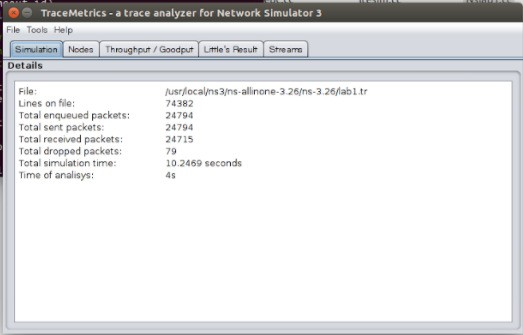 TraceMetrics - a trace analyzer for Network Simulator 3
File Tools Help
Simulation Nodes Throughput / Goodput Little's Result Streams
Details
File: /usr/local/ns3/ns-allinone-3.26/ns-3.26/lab1.tr
Lines on file: 74382
Total enqueued packets: 24794
Total sent packets: 24794
Total received packets: 24715
Total dropped packets: 79
Total simulation time: 10.2469 seconds
Time of analisys: 4s